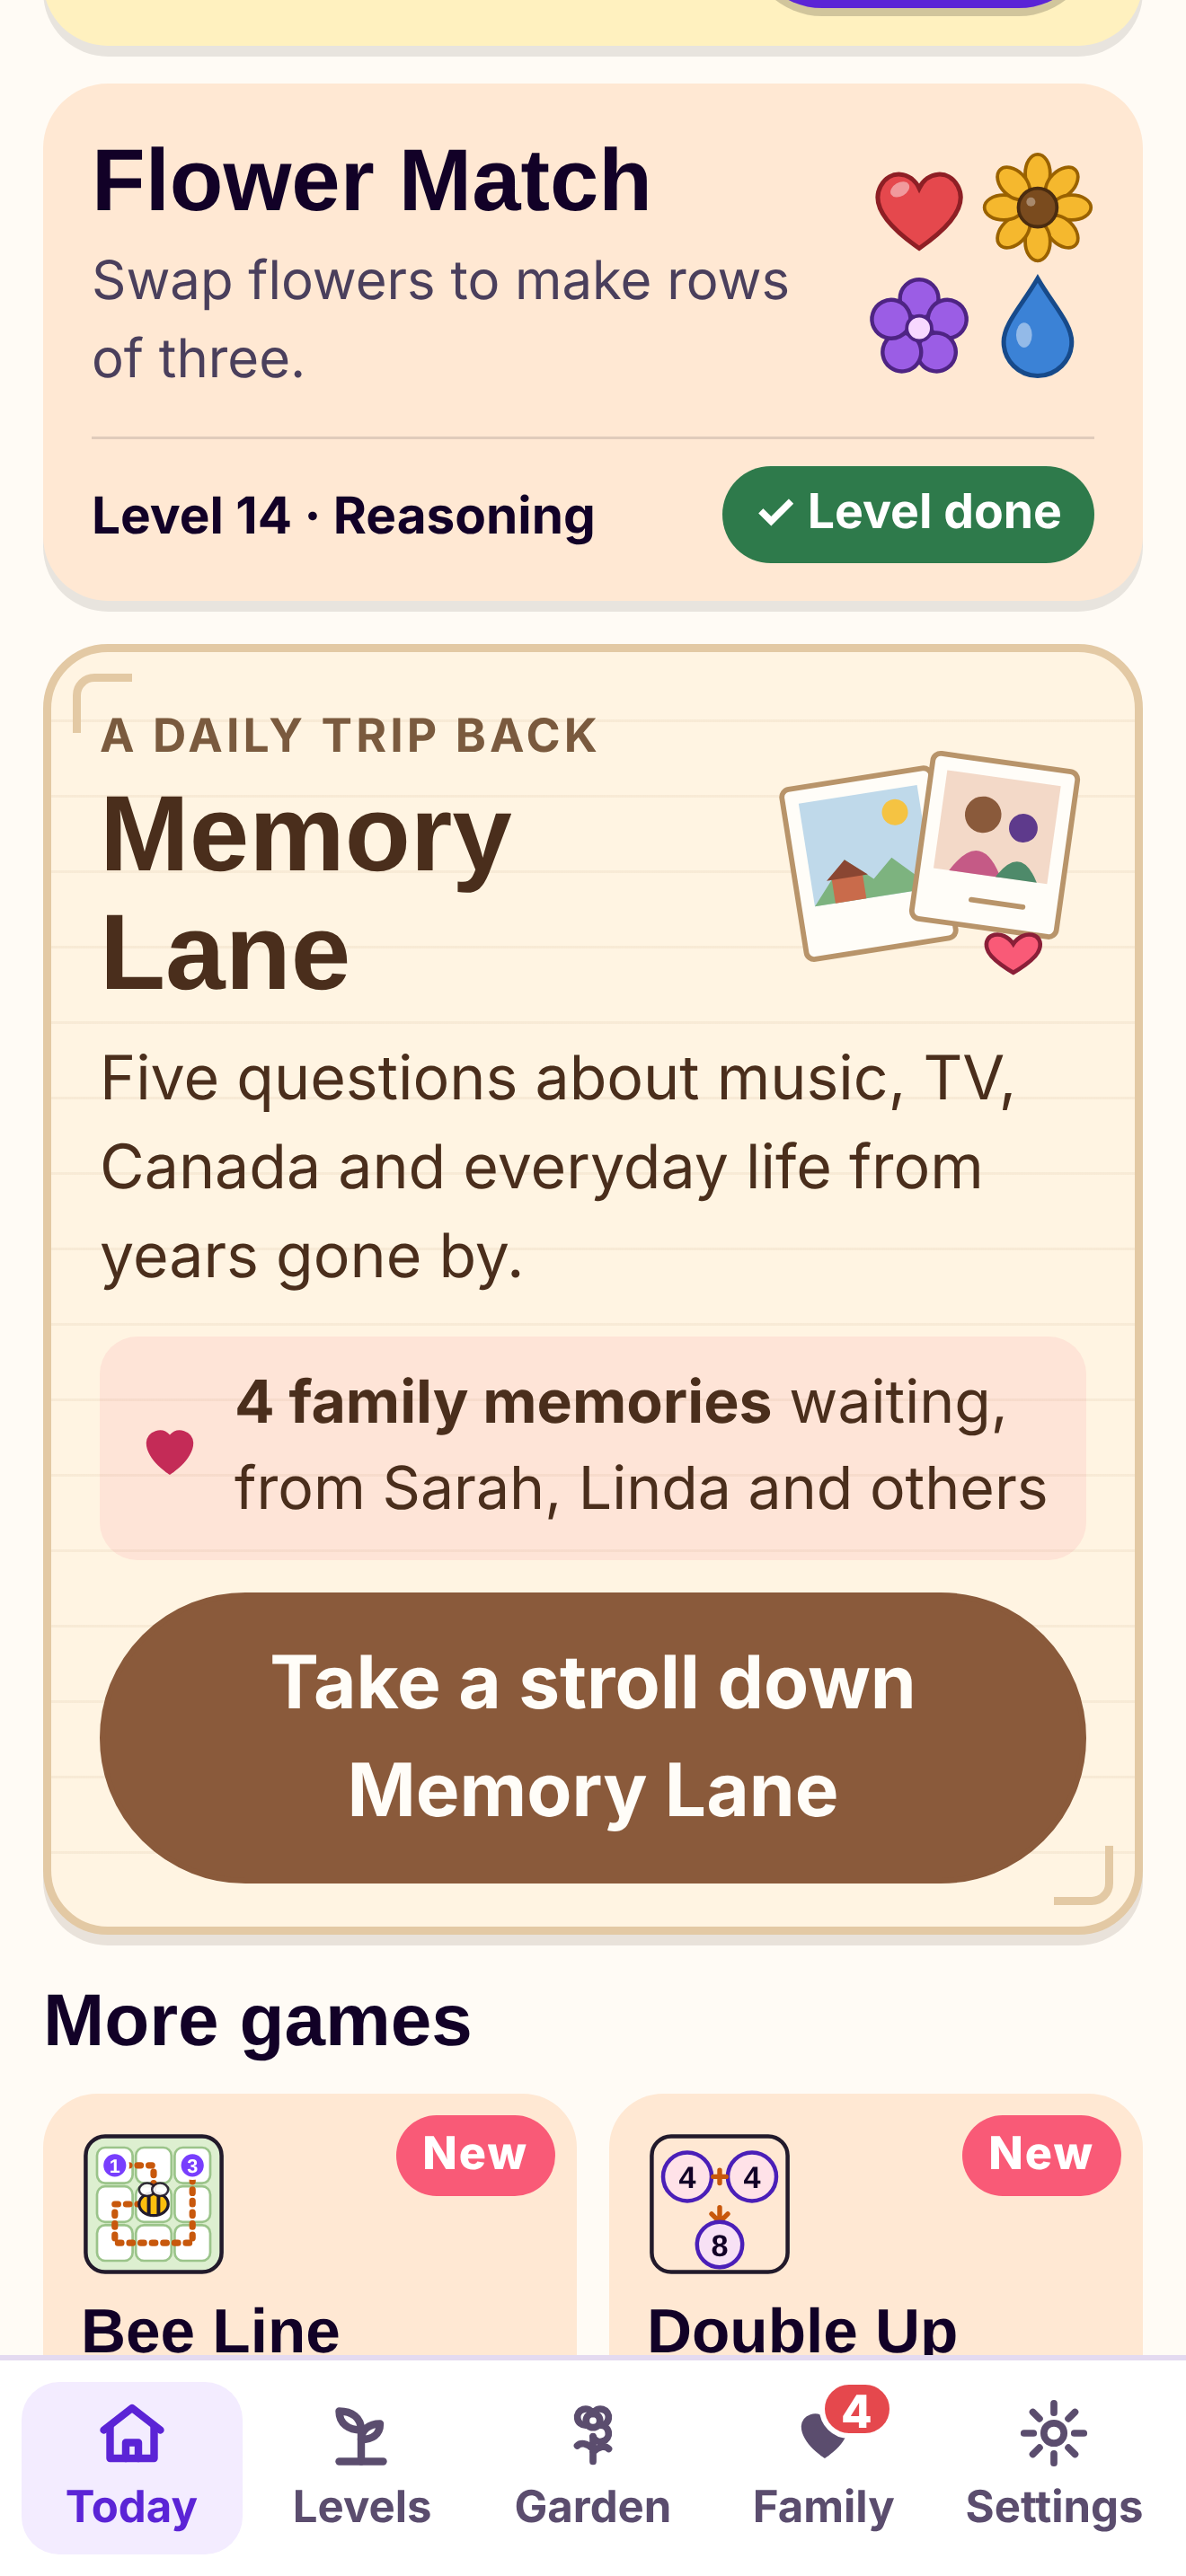 Flower Match
Swap flowers to make rows
of three.
Level 14 · Reasoning
✓ Level done
A DAILY TRIP BACK
Memory
Lane
Five questions about music, TV,
Canada and everyday life from
years gone by.
4 family memories waiting,
from Sarah, Linda and others
Take a stroll down
Memory Lane
More games
New
1 3
Bee Line
New
4 + 4
8
Double Up
Today
Levels
Garden
4
Family
Settings